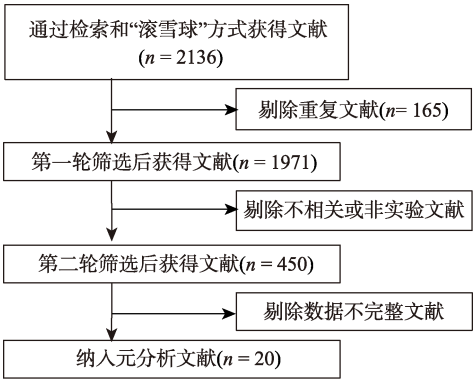 通过检索和“滚雪球”方式获得文献
(n = 2136)
剔除重复文献(n= 165)
第一轮筛选后获得文献(n = 1971)
剔除不相关或非实验文献
第二轮筛选后获得文献(n = 450)
剔除数据不完整文献
纳入元分析文献(n = 20)